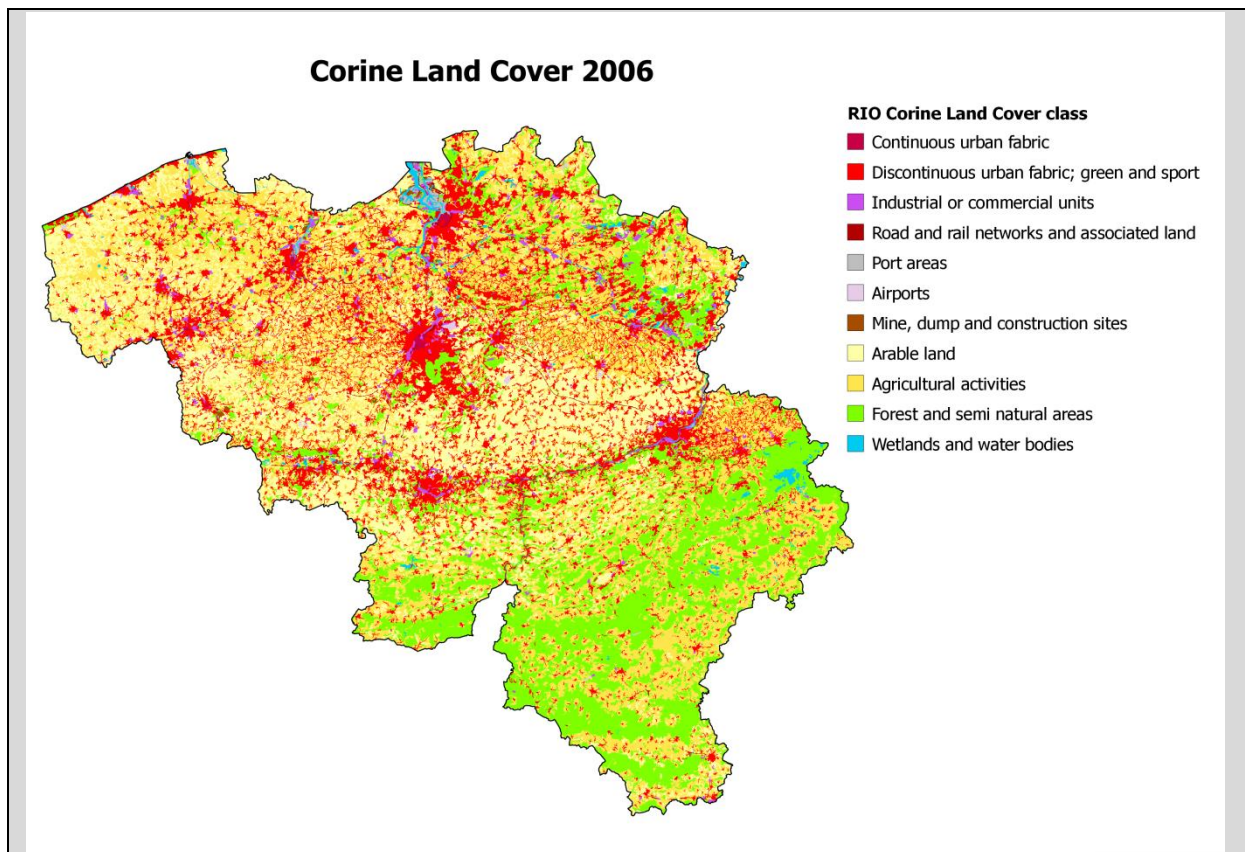 Corine Land Cover 2006
RIO Corine Land Cover class
Continuous urban fabric
Discontinuous urban fabric; green and sport
Industrial or commercial units
Road and rail networks and associated land
Port areas
Airports
Mine, dump and construction sites
Arable land
Agricultural activities
Forest and semi natural areas
Wetlands and water bodies